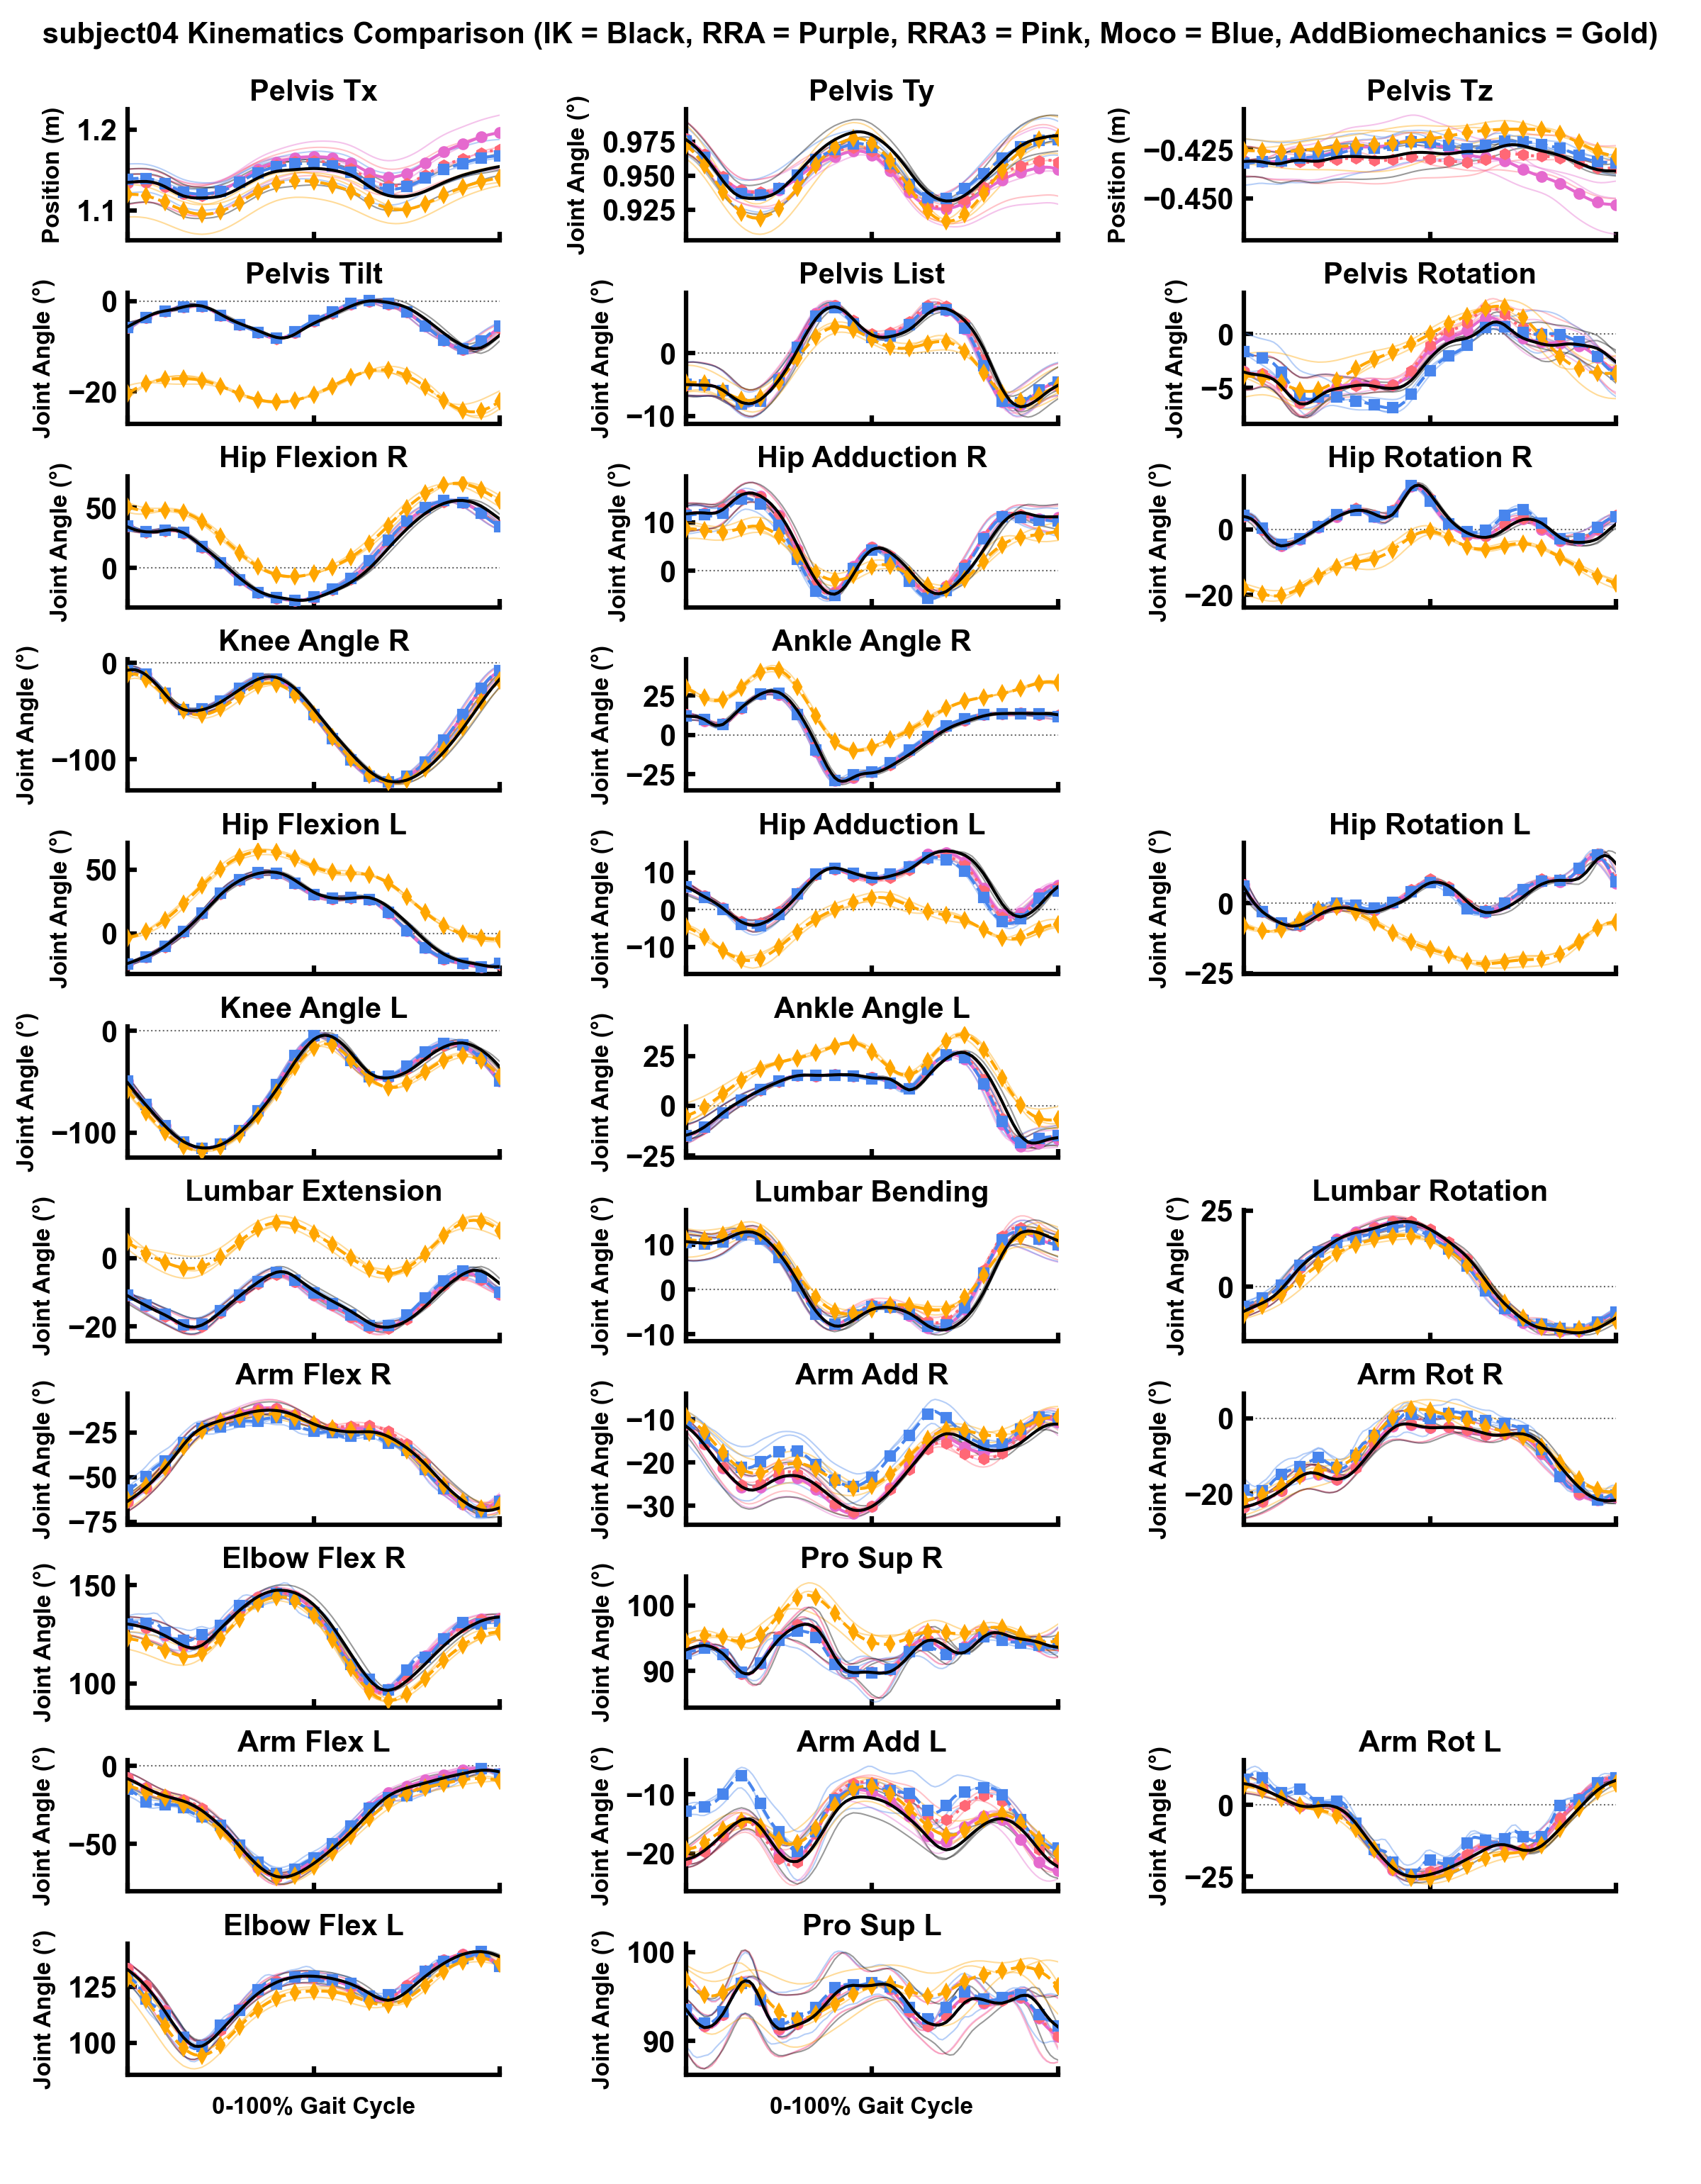 subject04 Kinematics Comparison (IK = Black, RRA = Purple, RRA3 = Pink, Moco = Blue, AddBiomechanics = Gold)
Pelvis Tx
Position (m)
1.2
1.1
Pelvis Ty
Joint Angle (°)
0.975
0.950
0.925
Pelvis Tz
Position (m)
−0.425
−0.450
Pelvis Tilt
Joint Angle (°)
0
−20
Pelvis List
Joint Angle (°)
0
−10
Pelvis Rotation
Joint Angle (°)
0
−5
Hip Flexion R
Joint Angle (°)
50
0
Hip Adduction R
Joint Angle (°)
10
0
Hip Rotation R
Joint Angle (°)
0
−20
Knee Angle R
Joint Angle (°)
0
−100
Ankle Angle R
Joint Angle (°)
25
0
−25
Hip Flexion L
Joint Angle (°)
50
0
Hip Adduction L
Joint Angle (°)
10
0
−10
Hip Rotation L
Joint Angle (°)
0
−25
Knee Angle L
Joint Angle (°)
0
−100
Ankle Angle L
Joint Angle (°)
25
0
−25
Lumbar Extension
Joint Angle (°)
0
−20
Lumbar Bending
Joint Angle (°)
10
0
−10
Lumbar Rotation
Joint Angle (°)
25
0
Arm Flex R
Joint Angle (°)
−25
−50
−75
Arm Add R
Joint Angle (°)
−10
−20
−30
Arm Rot R
Joint Angle (°)
0
−20
Elbow Flex R
Joint Angle (°)
150
100
Pro Sup R
Joint Angle (°)
100
90
Arm Flex L
Joint Angle (°)
0
−50
Arm Add L
Joint Angle (°)
−10
−20
Arm Rot L
Joint Angle (°)
0
−25
Elbow Flex L
Joint Angle (°)
125
100
0-100% Gait Cycle
Pro Sup L
Joint Angle (°)
100
90
0-100% Gait Cycle